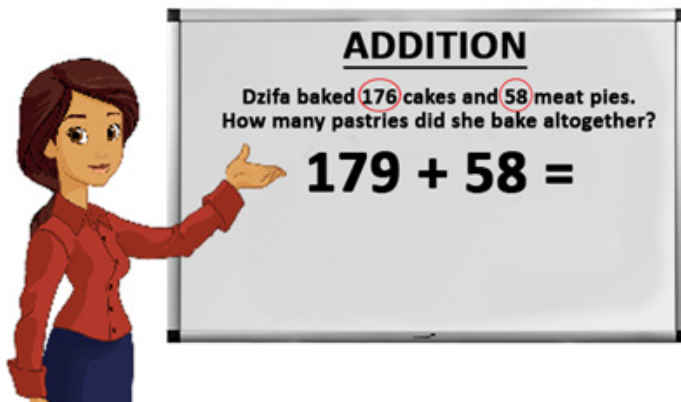 ADDITION
Dzifa baked 176 cakes and 58 meat pies.
How many pastries did she bake altogether?
179 + 58 =